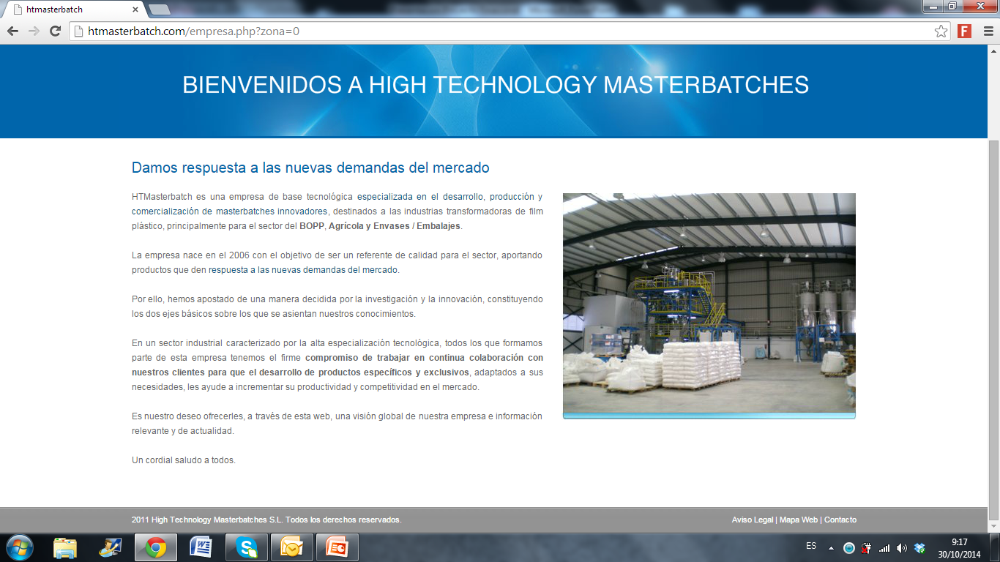 htmasterbatch
htmasterbatch.com/empresa.php?zona=0
F
BIENVENIDOS A HIGH TECHNOLOGY MASTERBATCHES
Damos respuesta a las nuevas demandas del mercado
HTMasterbatch es una empresa de base tecnológica especializada en el desarrollo, producción y
comercialización de masterbatches innovadores, destinados a las industrias transformadoras de film
plástico, principalmente para el sector del BOPP, Agrícola y Envases / Embalajes.
La empresa nace en el 2006 con el objetivo de ser un referente de calidad para el sector, aportando
productos que den respuesta a las nuevas demandas del mercado.
Por ello, hemos apostado de una manera decidida por la investigación y la innovación, constituyendo
los dos ejes básicos sobre los que se asientan nuestros conocimientos.
En un sector industrial caracterizado por la alta especialización tecnológica, todos los que formamos
parte de esta empresa tenemos el firme compromiso de trabajar en continua colaboración con
nuestros clientes para que el desarrollo de productos específicos y exclusivos, adaptados a sus
necesidades, les ayude a incrementar su productividad y competitividad en el mercado.
Es nuestro deseo ofrecerles, a través de esta web, una visión global de nuestra empresa e información
relevante y de actualidad.
Un cordial saludo a todos.
2011 High Technology Masterbatches S.L. Todos los derechos reservados.
Aviso Legal | Mapa Web | Contacto
ES
9:17
30/10/2014